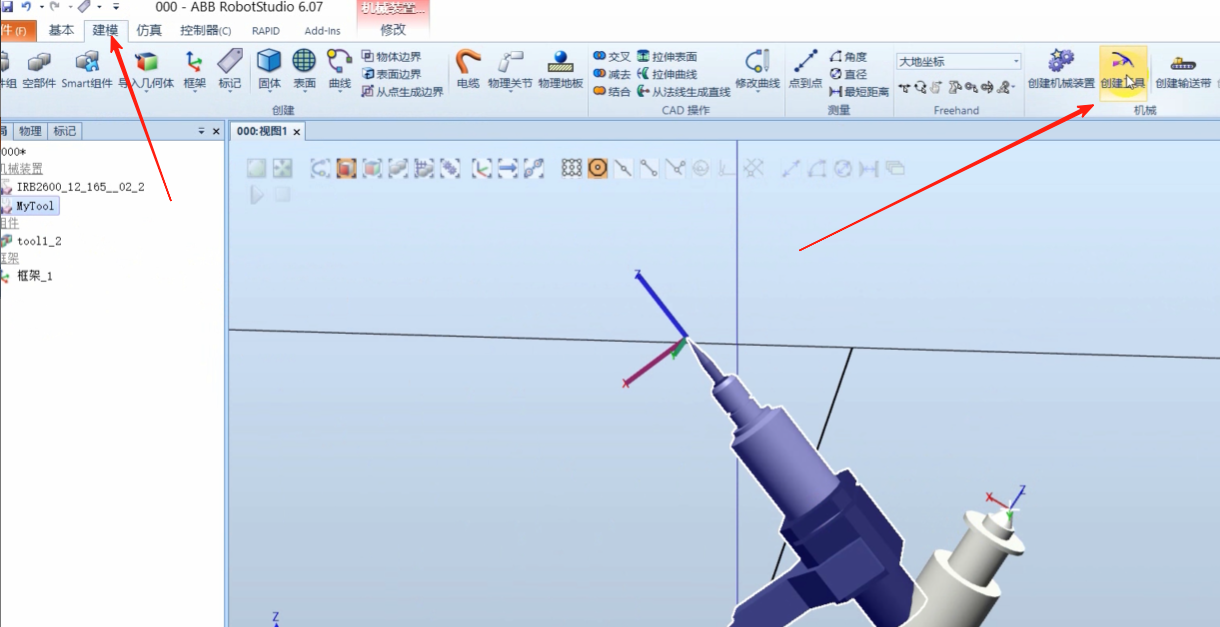 000 - ABB RobotStudio 6.07
机械装置...
件(F) 基本 建模 仿真 控制器(C) RAPID Add-Ins 修改
件组 空部件 Smart组件 导入几何体 框架 标记
固体 表面 曲线
物体边界
表面边界
从点生成边界
创建
电缆 物理关节 物理地板
交叉 拉伸表面
减去 拉伸曲线
结合 从法线生成直线
修改曲线
CAD 操作
点到点
角度
直径
最短距离
测量
大地坐标
Freehand
创建机械装置 创建工具 创建输送带
机械
局 物理 标记
000:视图1
000*
机械装置
IRB2600_12_165__02_2
MyTool
组件
tool1_2
框架
框架_1
Z
X
Y
X
Z
Y
Z